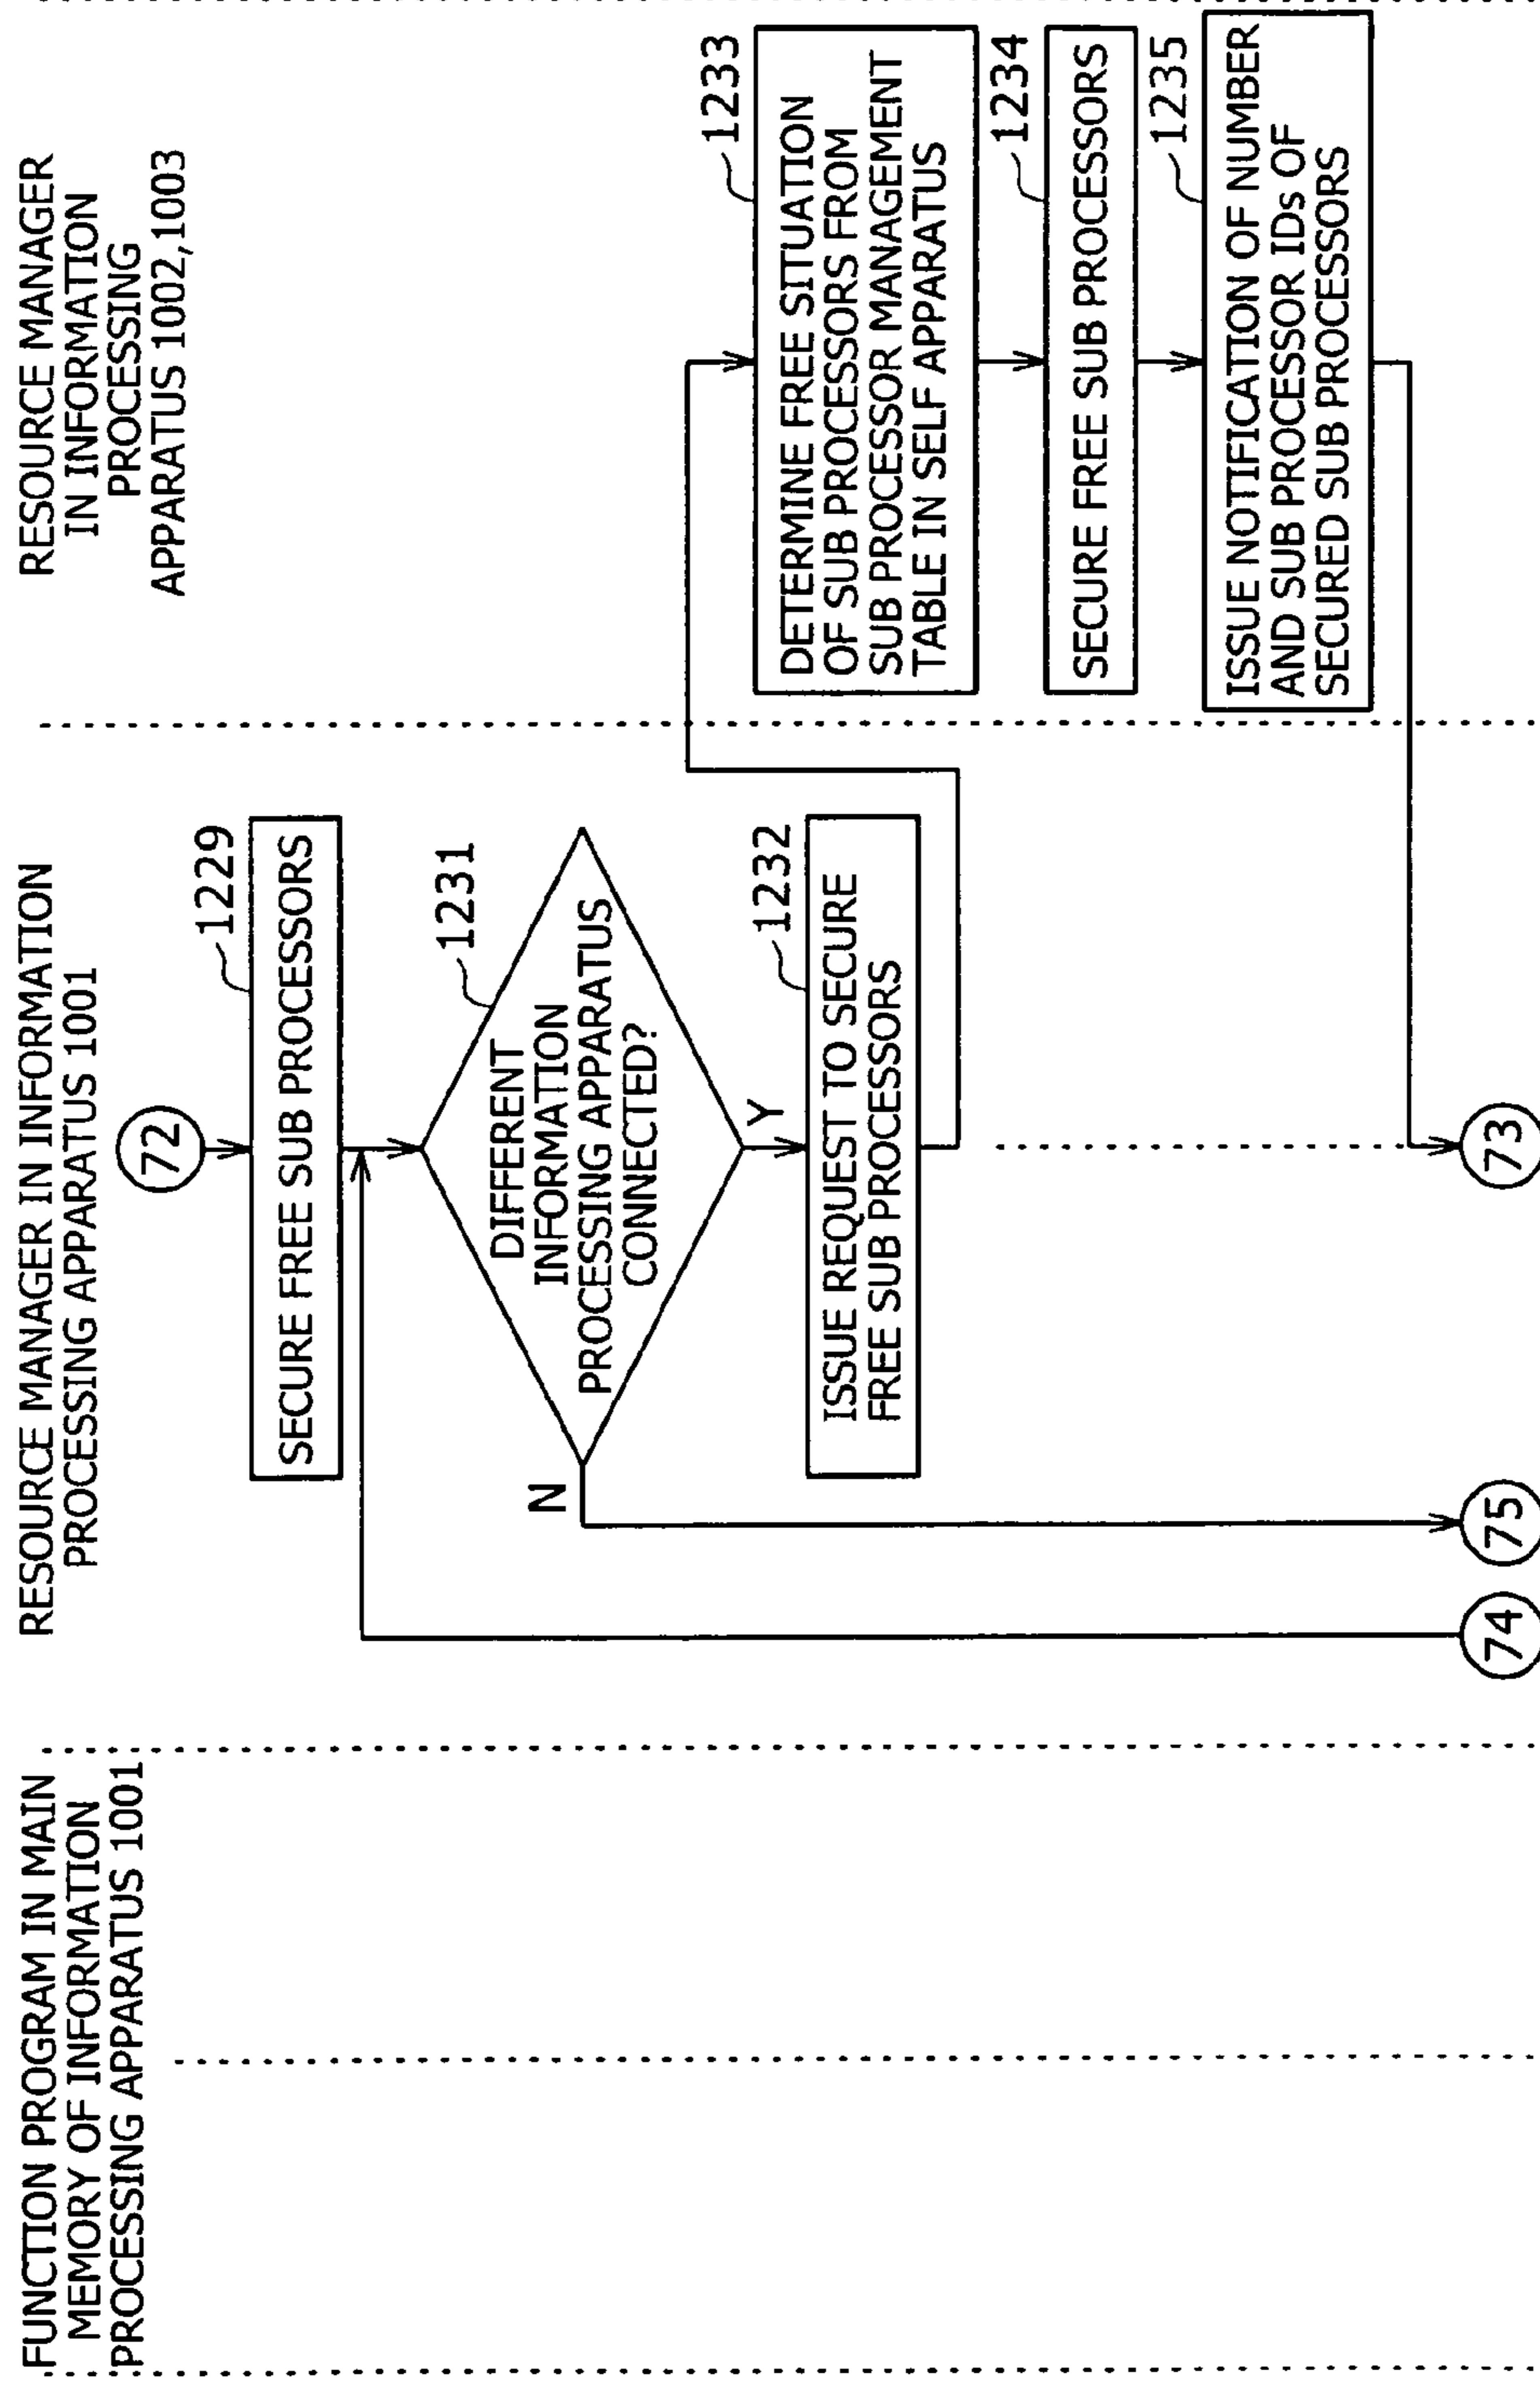 FUNCTION PROGRAM IN MAIN
MEMORY OF INFORMATION
PROCESSING APPARATUS 1001
RESOURCE MANAGER IN INFORMATION
PROCESSING APPARATUS 1001
RESOURCE MANAGER
IN INFORMATION
PROCESSING
APPARATUS 1002,1003
72
1229
SECURE FREE SUB PROCESSORS
1231
DIFFERENT
INFORMATION
PROCESSING APPARATUS
CONNECTED?
N
Y
1232
ISSUE REQUEST TO SECURE
FREE SUB PROCESSORS
1233
DETERMINE FREE SITUATION
OF SUB PROCESSORS FROM
SUB PROCESSOR MANAGEMENT
TABLE IN SELF APPARATUS
1234
SECURE FREE SUB PROCESSORS
1235
ISSUE NOTIFICATION OF NUMBER
AND SUB PROCESSOR IDs OF
SECURED SUB PROCESSORS
74
75
73